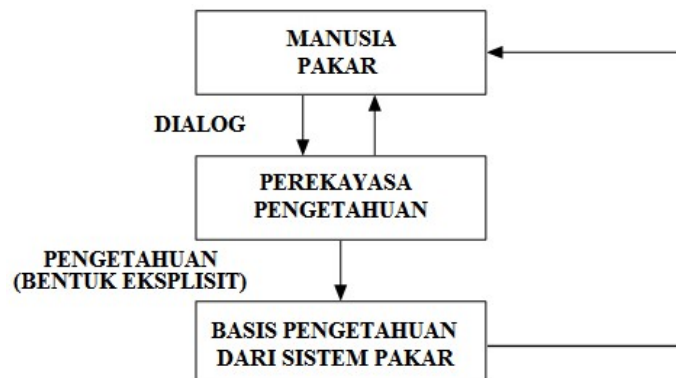 MANUSIA
PAKAR
DIALOG
PEREKAYASA
PENGETAHUAN
PENGETAHUAN
(BENTUK EKSPLISIT)
BASIS PENGETAHUAN
DARI SISTEM PAKAR